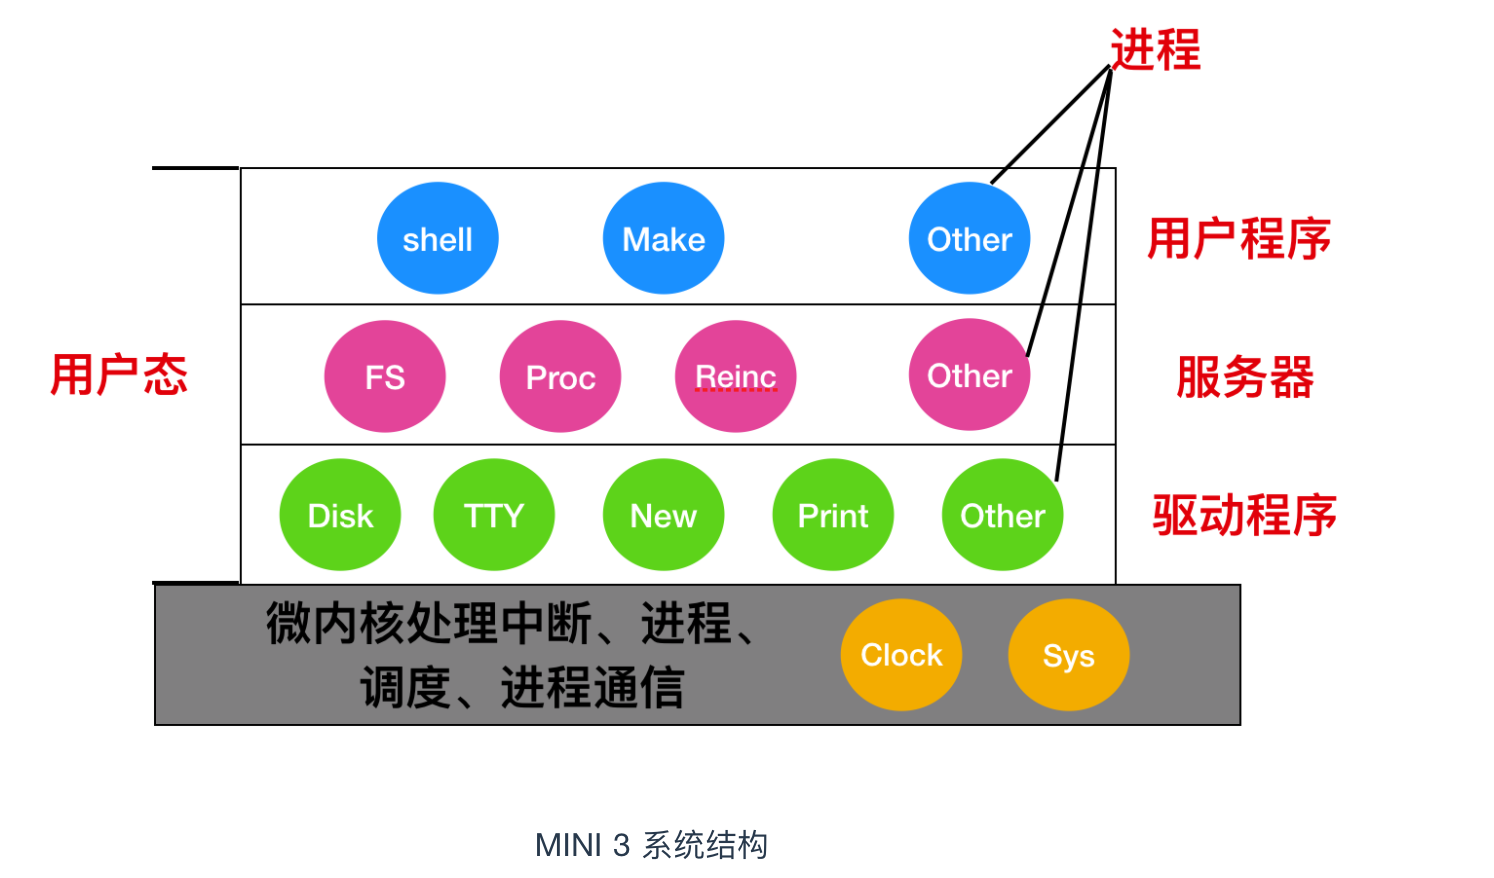 进程
shell Make Other 用户程序
用户态
FS Proc Reinc Other 服务器
Disk TTY New Print Other 驱动程序
微内核处理中断、进程、
调度、进程通信
Clock Sys
MINI 3 系统结构